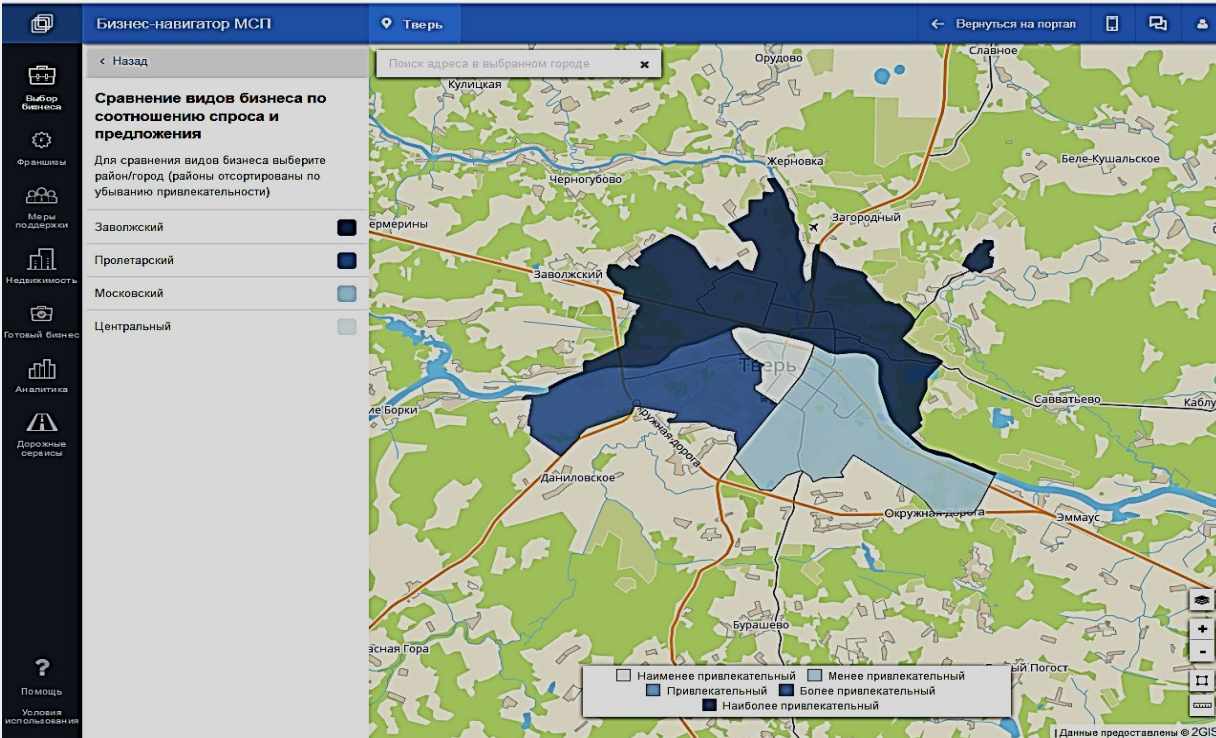 Бизнес-навигатор МСП
Тверь
Вернуться на портал
Выбор
бизнеса
Франшизы
Меры
поддержки
Недвижимость
Готовый бизнес
Аналитика
Дорожные
сервисы
?
Помощь
Условия
использования
‹ Назад
Сравнение видов бизнеса по
соотношению спроса и
предложения
Для сравнения видов бизнеса выберите
район/город (районы отсортированы по
убыванию привлекательности)
Заволжский
Пролетарский
Московский
Центральный
Поиск адреса в выбранном городе
Славное
Орудово
Кулицкая
Жерновка
Беле-Кушальское
Черногубово
Загородный
ермерины
Заволжский
Тверь
Савватьево
Каблу
ие Борки
Окружная дорога
Даниловское
Окружная дорога
Эммаус
Бурашево
асная Гора
Погост
Наименее привлекательный
Менее привлекательный
Привлекательный
Более привлекательный
Наиболее привлекательный
+
-
Данные предоставлены © 2GIS